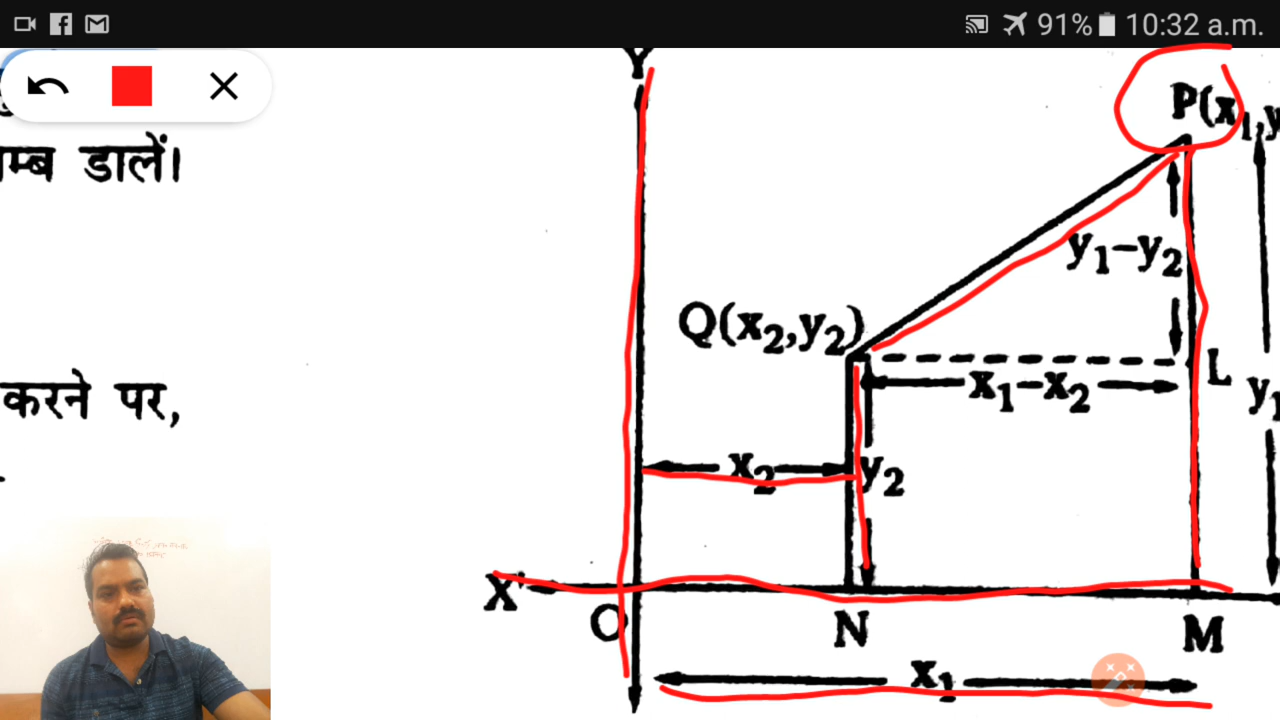 91% 10:32 a.m.
Y
P(x₁,y
म्ब डालें।
y₁-y₂
Q(x₂,y₂)
L
x₁-x₂
y₁
करने पर,
x₂
y₂
X'
O
N
M
x₁